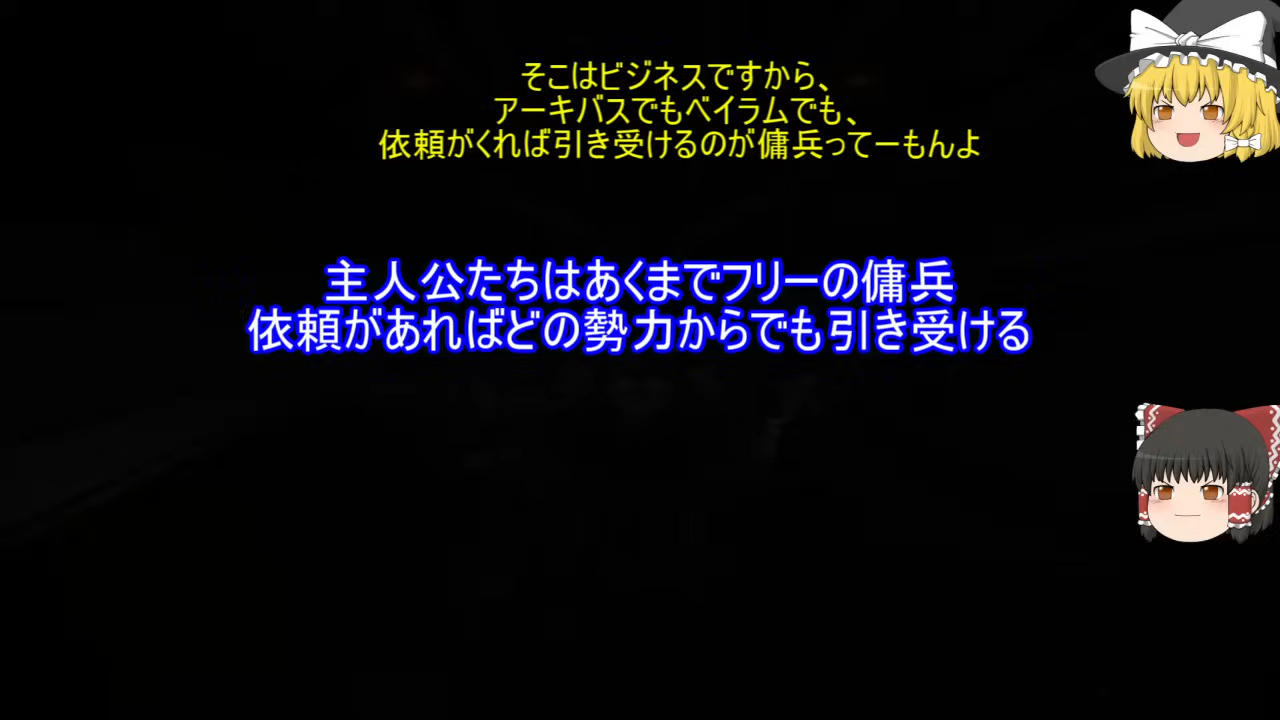 そこはビジネスですから、
アーキバスでもベイラムでも、
依頼がくれば引き受けるのが傭兵ってーもんよ
主人公たちはあくまでフリーの傭兵
依頼があればどの勢力からでも引き受ける